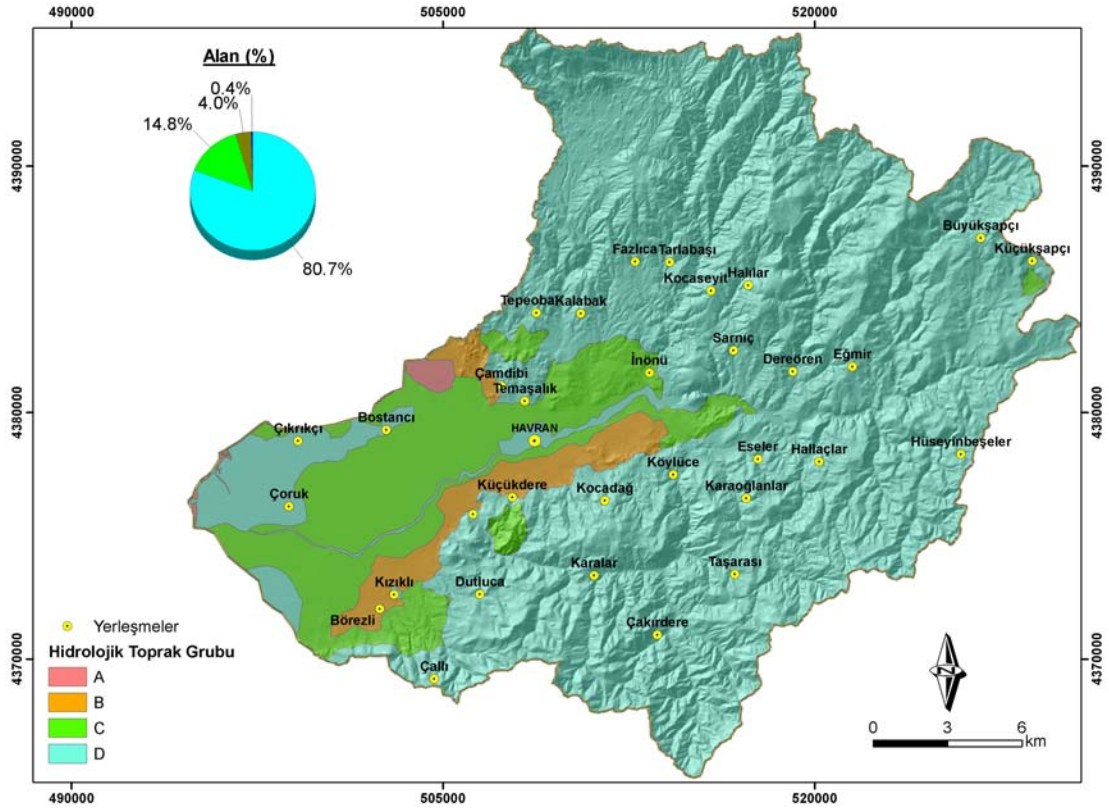 490000
505000
520000
Alan (%)
0.4%
4.0%
14.8%
80.7%
4390000
4390000
Büyükşapçı
Küçükşapçı
Fazlıca
Tarlabaşı
Kocaseyit
Halılar
Tepeoba
Kalabak
Sarnıç
İnönü
Dereören
Eğmir
Çamdibi
Temaşalık
4380000
4380000
Bostancı
Çıkrıkçı
HAVRAN
Eseler
Hallaçlar
Hüseyinbeşeler
Köylüce
Küçükdere
Kocadağ
Karaoğlanlar
Çoruk
Karalar
Taşarası
Kızıklı
Dutluca
Börezli
Çakırdere
Yerleşmeler
Hidrolojik Toprak Grubu
4370000
4370000
Çallı
A
B
C
D
N
0
3
6
km
490000
505000
520000